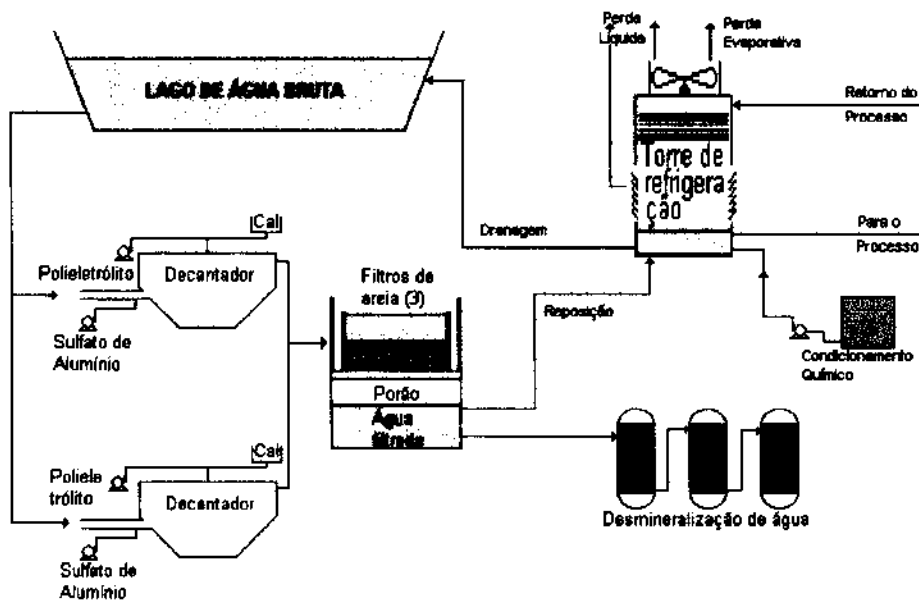 Perda
Líquida
Perda
Evaporativa
LAGO DE ÁGUA BRUTA
Retorno do
Processo
Torre de
refrigera
ção
Drenagem
Para o
Processo
Cal
Polieletrólito
Decantador
Sulfato de
Alumínio
Filtros de
areia (3)
Reposição
Condicionamento
Químico
Porão
Água
filtrada
Cal
Poliele
trólito
Decantador
Desmineralização de água
Sulfato de
Alumínio